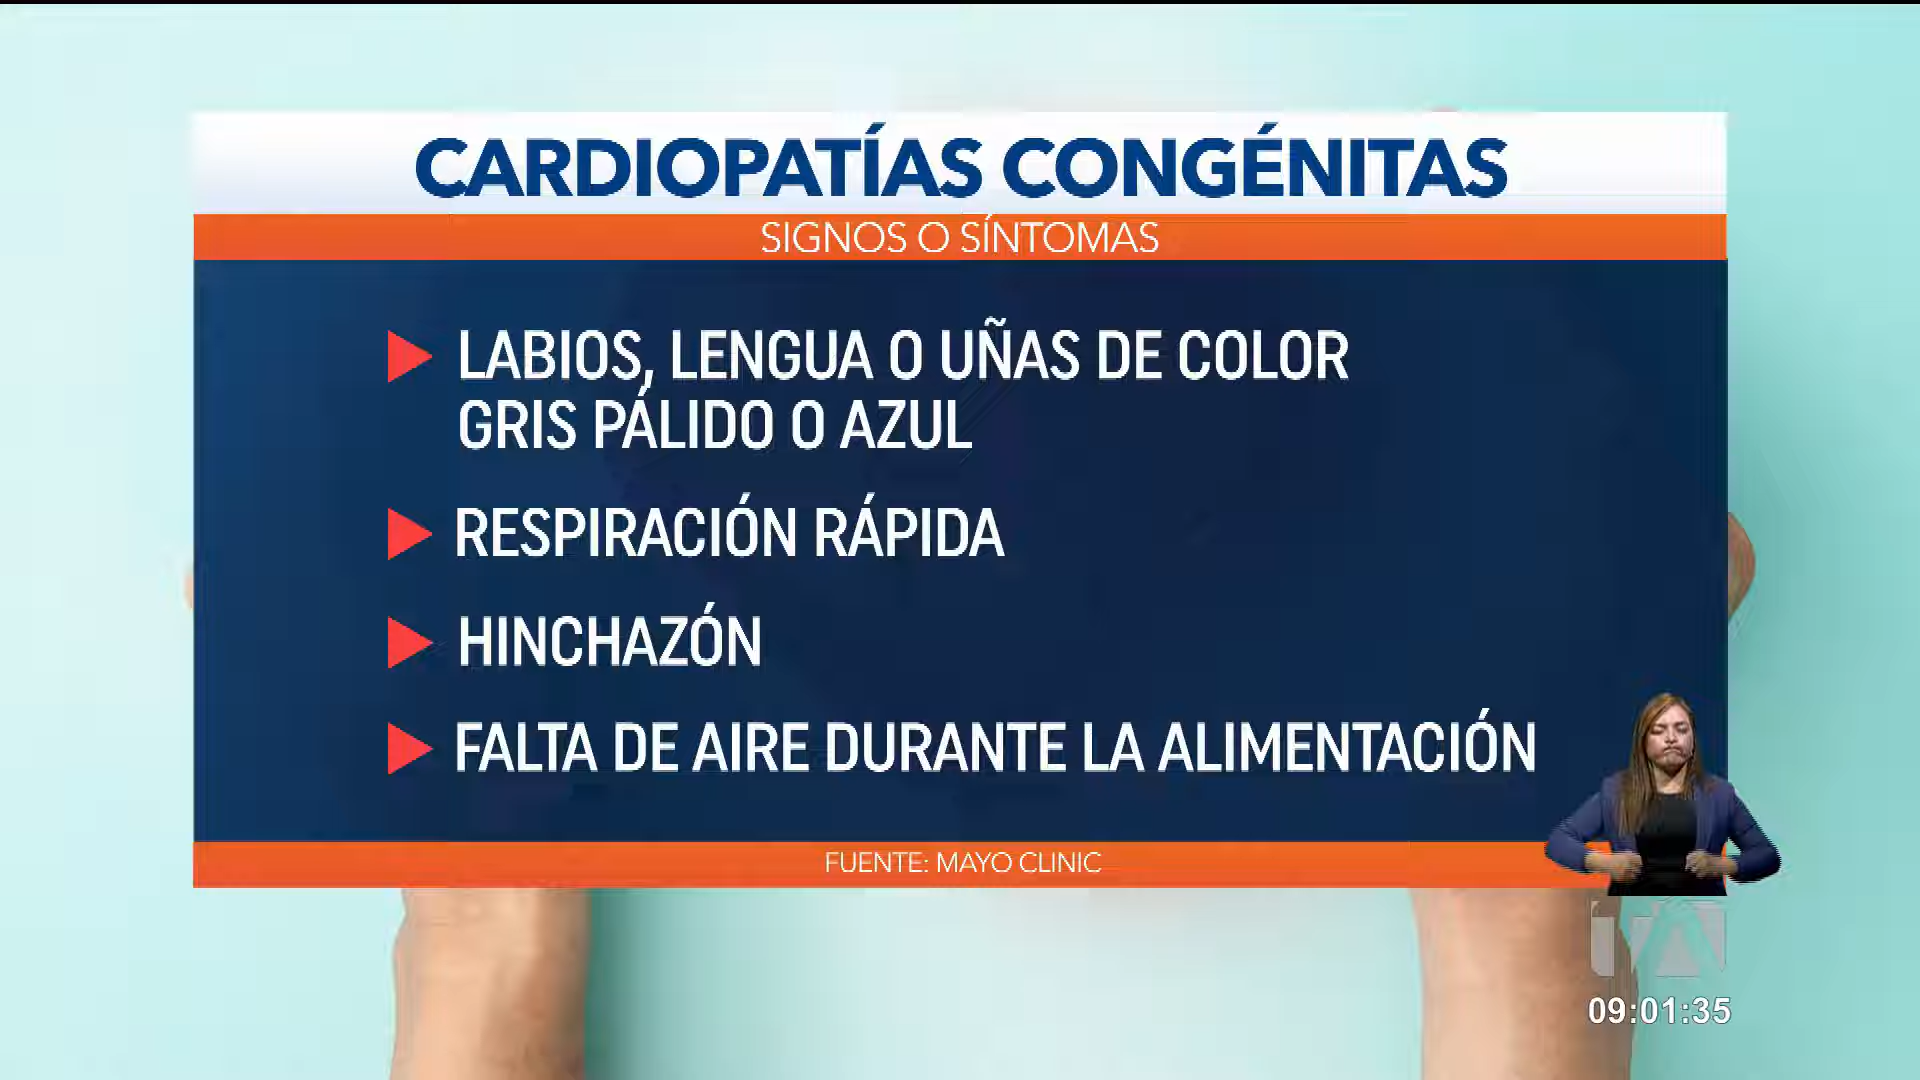 CARDIOPATÍAS CONGÉNITAS
SIGNOS O SÍNTOMAS
LABIOS, LENGUA O UÑAS DE COLOR
GRIS PÁLIDO O AZUL
RESPIRACIÓN RÁPIDA
HINCHAZÓN
FALTA DE AIRE DURANTE LA ALIMENTACIÓN
FUENTE: MAYO CLINIC
09:01:35